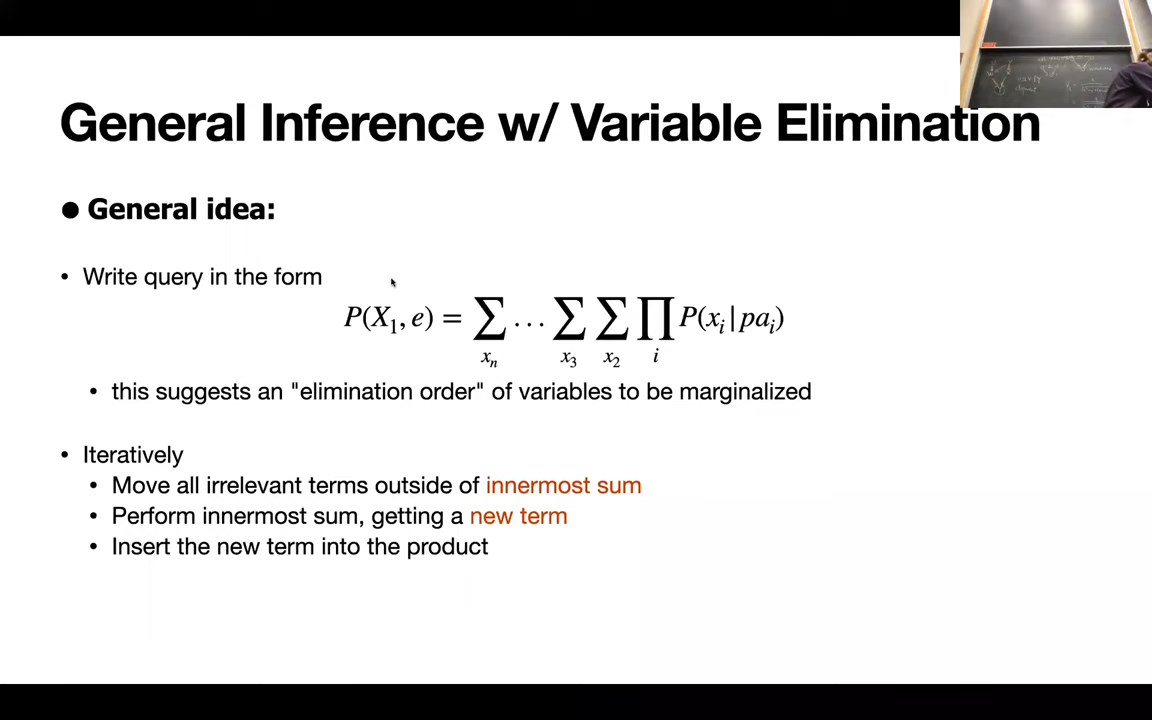 General Inference w/ Variable Elimination
● General idea:
• Write query in the form
P(X₁, e) = ∑_{xₙ} … ∑_{x₃} ∑_{x₂} ∏_{i} P(xᵢ | paᵢ)
• this suggests an "elimination order" of variables to be marginalized
• Iteratively
• Move all irrelevant terms outside of innermost sum
• Perform innermost sum, getting a new term
• Insert the new term into the product